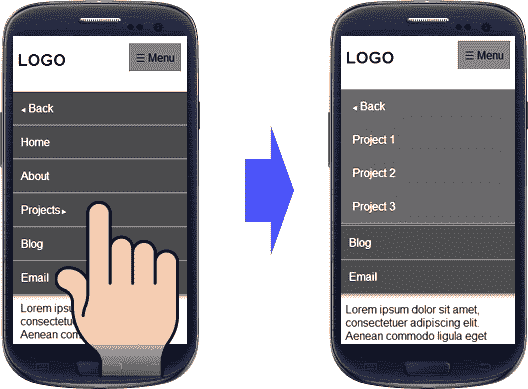 LOGO
☰ Menu
◂ Back
Home
About
Projects ▸
Blog
Email
Lorem ipsu
consectetue
Aenean com
LOGO
☰ Menu
◂ Back
Project 1
Project 2
Project 3
Blog
Email
Lorem ipsum dolor sit amet,
consectetuer adipiscing elit.
Aenean commodo ligula eget